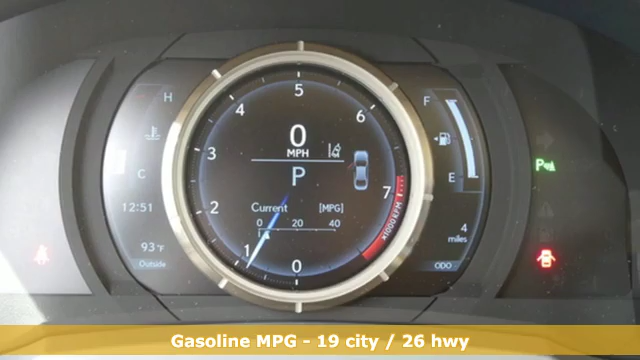 H
C
12:51
93°F
Outside
0
1
2
3
4
5
6
7
x1000r/min
0
MPH
P
Current [MPG]
0 20 40
F
E
4
miles
ODO
P
Gasoline MPG - 19 city / 26 hwy